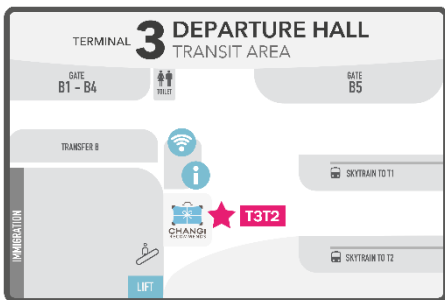 TERMINAL 3 DEPARTURE HALL
TRANSIT AREA
GATE
B1 - B4
TOILET
GATE
B5
TRANSFER B
i
SKYTRAIN TO T1
IMMIGRATION
T3T2
CHANGI
RECOMMENDS
SKYTRAIN TO T2
LIFT